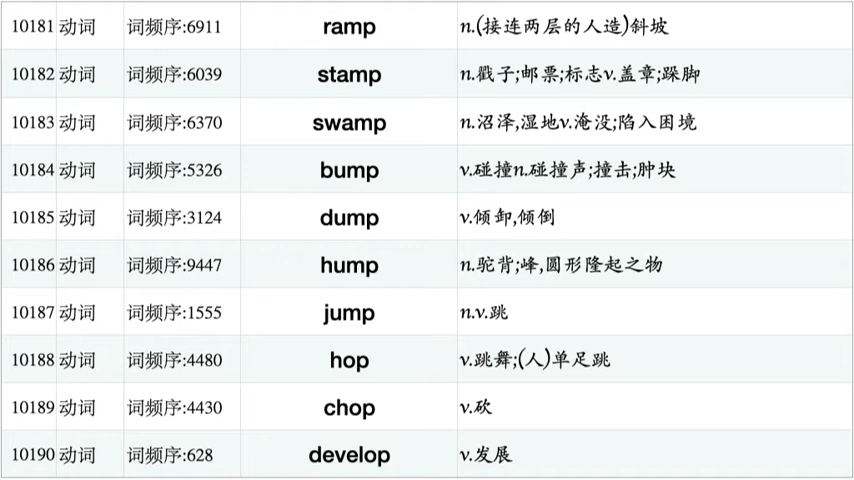 10181 动词 词频序:6911 ramp n.(接连两层的人造)斜坡
10182 动词 词频序:6039 stamp n.戳子;邮票;标志v.盖章;跺脚
10183 动词 词频序:6370 swamp n.沼泽,湿地v.淹没;陷入困境
10184 动词 词频序:5326 bump v.碰撞n.碰撞声;撞击;肿块
10185 动词 词频序:3124 dump v.倾卸,倾倒
10186 动词 词频序:9447 hump n.驼背;峰,圆形隆起之物
10187 动词 词频序:1555 jump n.v.跳
10188 动词 词频序:4480 hop v.跳舞;(人)单足跳
10189 动词 词频序:4430 chop v.砍
10190 动词 词频序:628 develop v.发展